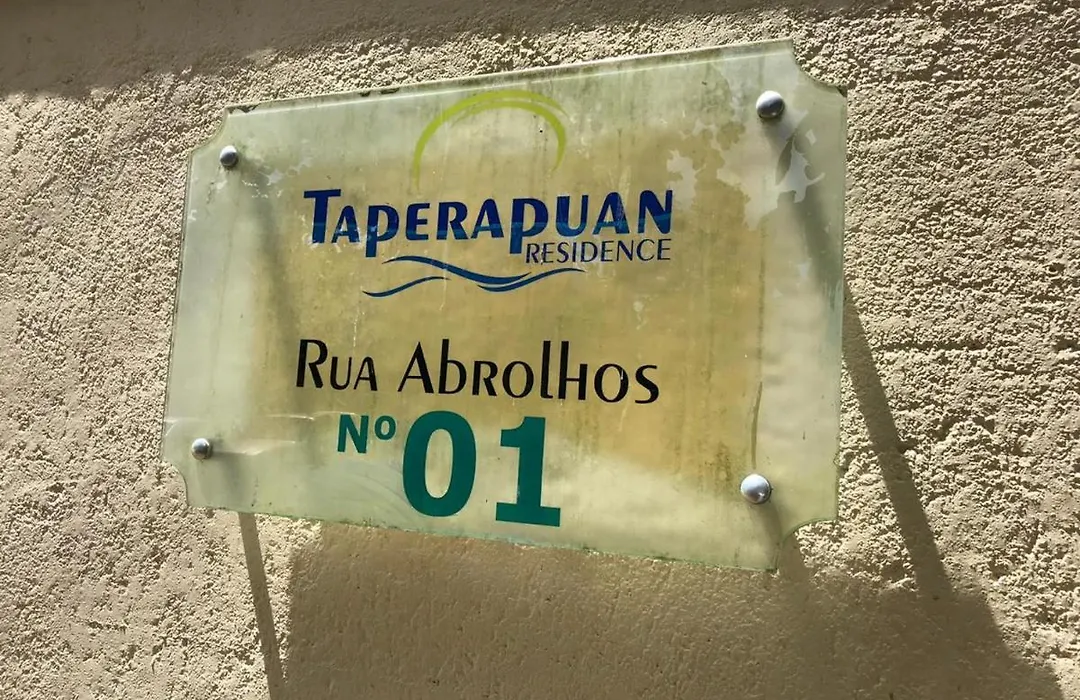 TAPERAPUAN
RESIDENCE
RUA ABROLHOS
Nº 01